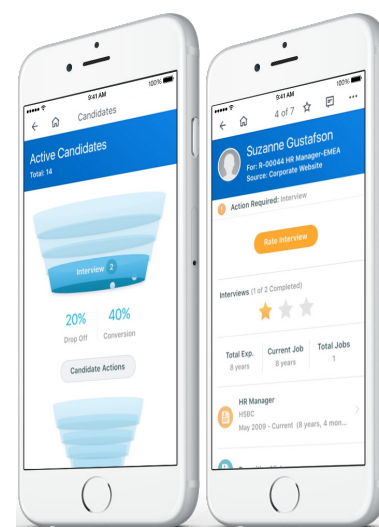 9:41 AM
100%
Candidates
Active Candidates
Total: 14
Interview 2
20%
40%
Drop Off
Conversion
Candidate Actions
9:41 AM
100%
4 of 7
Suzanne Gustafson
For: R-00044 HR Manager-EMEA
Source: Corporate Website
Action Required: Interview
Rate Interview
Interviews (1 of 2 Completed)
Total Exp.
8 years
Current Job
8 years
Total Jobs
1
HR Manager
HSBC
May 2009 - Current (8 years, 4 mon...